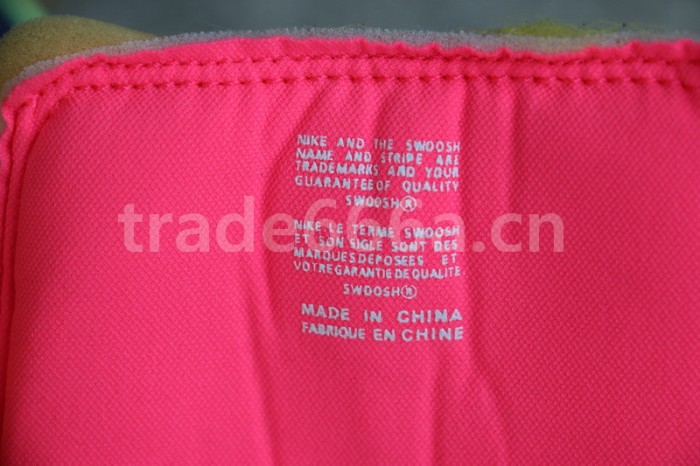 NIKE AND THE SWOOSH
NAME AND STRIPE ARE
TRADEMARKS AND YOUR
GUARANTEE OF QUALITY
SWOOSH®
trade666a.cn
NIKE LE TERME SWOOSH
ET SON SIGLE SONT DES
MARQUES DEPOSEES ET
VOTRE GARANTIE DE QUALITE
SWOOSH®
MADE IN CHINA
FABRIQUE EN CHINE